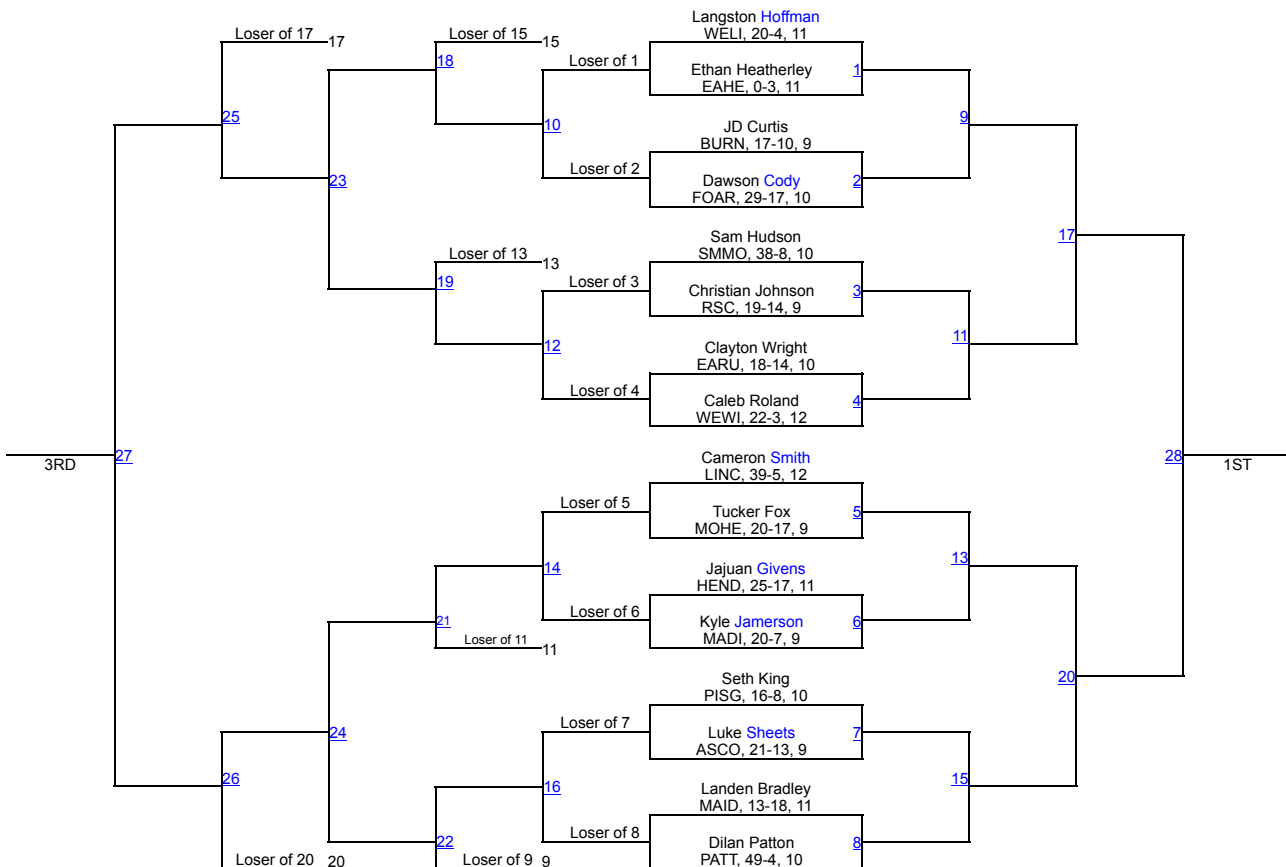 Langston Hoffman
Loser of 17 17
Loser of 15 15
WELI, 20-4, 11
18
Loser of 1
Ethan Heatherley
1
EAHE, 0-3, 11
25
10
JD Curtis
9
BURN, 17-10, 9
Loser of 2
23
Dawson Cody
2
FOAR, 29-17, 10
Sam Hudson
17
Loser of 13 13
SMMO, 38-8, 10
19
Loser of 3
Christian Johnson
3
RSC, 19-14, 9
12
Clayton Wright
11
EARU, 18-14, 10
Loser of 4
Caleb Roland
4
WEWI, 22-3, 12
3RD
27
Cameron Smith
28
1ST
LINC, 39-5, 12
Loser of 5
Tucker Fox
5
MOHE, 20-17, 9
14
Jajuan Givens
13
HEND, 25-17, 11
21
Loser of 6
Kyle Jamerson
6
MADI, 20-7, 9
Loser of 11 11
Seth King
20
PISG, 16-8, 10
24
Loser of 7
Luke Sheets
7
ASCO, 21-13, 9
26
16
Landen Bradley
15
MAID, 13-18, 11
22
Loser of 8
Dilan Patton
8
PATT, 49-4, 10
Loser of 20 20
Loser of 9 9